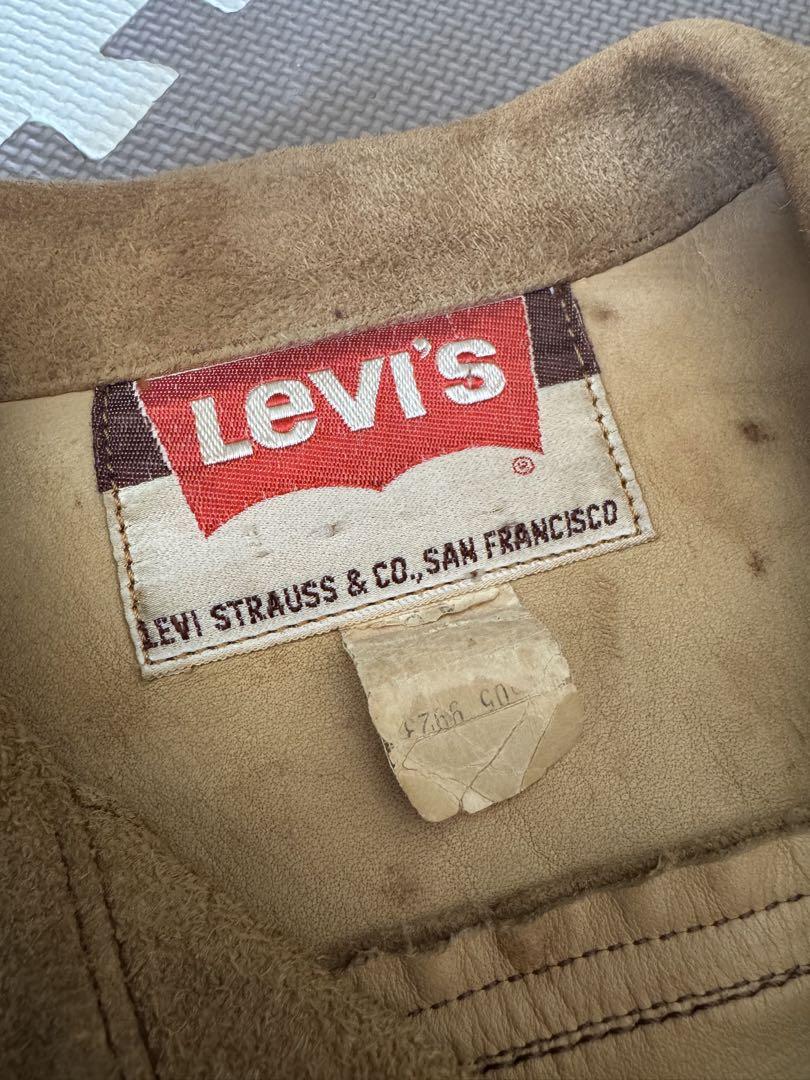 Levi's
®
LEVI STRAUSS & CO., SAN FRANCISCO